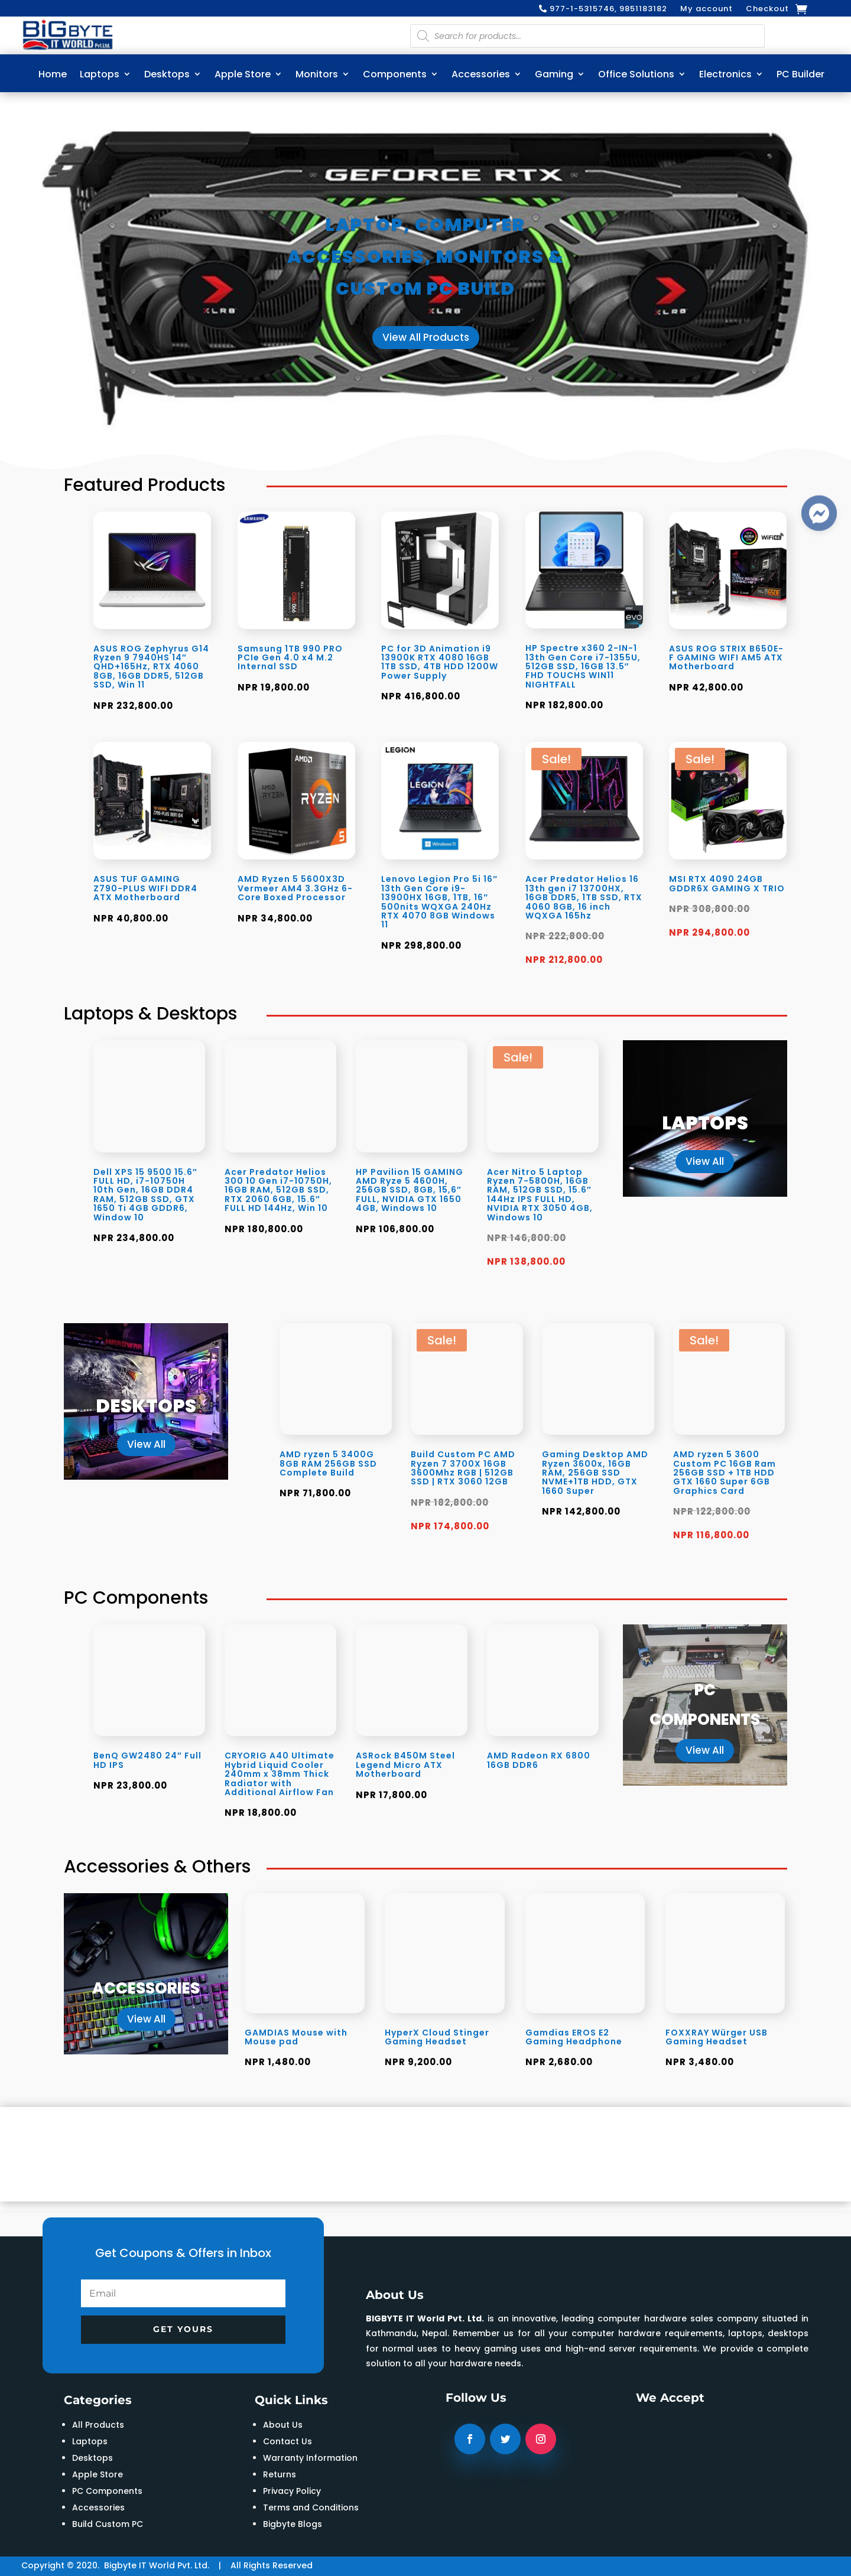 977-1-5315746, 9851183182 My account Checkout
BiGBYTE
IT WORLD Pvt.Ltd.
Search for products...
Home Laptops Desktops Apple Store Monitors Components Accessories Gaming Office Solutions Electronics PC Builder
GEFORCE RTX
LAPTOP, COMPUTER
ACCESSORIES, MONITORS &
CUSTOM PC BUILD
XLR8 XLR8
View All Products
Featured Products
ASUS ROG Zephyrus G14
Ryzen 9 7940HS 14″
QHD+165Hz, RTX 4060
8GB, 16GB DDR5, 512GB
SSD, Win 11
NPR 232,800.00
SAMSUNG
Samsung 1TB 990 PRO
PCIe Gen 4.0 x4 M.2
Internal SSD
NPR 19,800.00
PC for 3D Animation i9
13900K RTX 4080 16GB
1TB SSD, 4TB HDD 1200W
Power Supply
NPR 416,800.00
evo
HP Spectre x360 2-IN-1
13th Gen Core i7-1355U,
512GB SSD, 16GB 13.5″
FHD TOUCHS WIN11
NIGHTFALL
NPR 182,800.00
ASUS ROG STRIX B650E-
F GAMING WIFI AM5 ATX
Motherboard
NPR 42,800.00
ASUS TUF GAMING
Z790-PLUS WIFI DDR4
ATX Motherboard
NPR 40,800.00
AMD
RYZEN
5
AMD Ryzen 5 5600X3D
Vermeer AM4 3.3GHz 6-
Core Boxed Processor
NPR 34,800.00
LEGION
LEGION
Windows 11
Lenovo Legion Pro 5i 16″
13th Gen Core i9-
13900HX 16GB, 1TB, 16″
500nits WQXGA 240Hz
RTX 4070 8GB Windows
11
NPR 298,800.00
Sale!
Acer Predator Helios 16
13th gen i7 13700HX,
16GB DDR5, 1TB SSD, RTX
4060 8GB, 16 inch
WQXGA 165hz
NPR 222,800.00
NPR 212,800.00
Sale!
MSI RTX 4090 24GB
GDDR6X GAMING X TRIO
NPR 308,800.00
NPR 294,800.00
Laptops & Desktops
Dell XPS 15 9500 15.6″
FULL HD, i7-10750H
10th Gen, 16GB DDR4
RAM, 512GB SSD, GTX
1650 Ti 4GB GDDR6,
Window 10
NPR 234,800.00
Acer Predator Helios
300 10 Gen i7-10750H,
16GB RAM, 512GB SSD,
RTX 2060 6GB, 15.6″
FULL HD 144Hz, Win 10
NPR 180,800.00
HP Pavilion 15 GAMING
AMD Ryze 5 4600H,
256GB SSD, 8GB, 15,6″
FULL, NVIDIA GTX 1650
4GB, Windows 10
NPR 106,800.00
Sale!
Acer Nitro 5 Laptop
Ryzen 7-5800H, 16GB
RAM, 512GB SSD, 15.6″
144Hz IPS FULL HD,
NVIDIA RTX 3050 4GB,
Windows 10
NPR 146,800.00
NPR 138,800.00
LAPTOPS
View All
DESKTOPS
View All
AMD ryzen 5 3400G
8GB RAM 256GB SSD
Complete Build
NPR 71,800.00
Sale!
Build Custom PC AMD
Ryzen 7 3700X 16GB
3600Mhz RGB | 512GB
SSD | RTX 3060 12GB
NPR 182,800.00
NPR 174,800.00
Gaming Desktop AMD
Ryzen 3600x, 16GB
RAM, 256GB SSD
NVME+1TB HDD, GTX
1660 Super
NPR 142,800.00
Sale!
AMD ryzen 5 3600
Custom PC 16GB Ram
256GB SSD + 1TB HDD
GTX 1660 Super 6GB
Graphics Card
NPR 122,800.00
NPR 116,800.00
PC Components
BenQ GW2480 24″ Full
HD IPS
NPR 23,800.00
CRYORIG A40 Ultimate
Hybrid Liquid Cooler
240mm x 38mm Thick
Radiator with
Additional Airflow Fan
NPR 18,800.00
ASRock B450M Steel
Legend Micro ATX
Motherboard
NPR 17,800.00
AMD Radeon RX 6800
16GB DDR6
PC
COMPONENTS
View All
Accessories & Others
ACCESSORIES
View All
GAMDIAS Mouse with
Mouse pad
NPR 1,480.00
HyperX Cloud Stinger
Gaming Headset
NPR 9,200.00
Gamdias EROS E2
Gaming Headphone
NPR 2,680.00
FOXXRAY Würger USB
Gaming Headset
NPR 3,480.00
Get Coupons & Offers in Inbox
Email
GET YOURS
About Us
BIGBYTE IT World Pvt. Ltd. is an innovative, leading computer hardware sales company situated in
Kathmandu, Nepal. Remember us for all your computer hardware requirements, laptops, desktops
for normal uses to heavy gaming uses and high-end server requirements. We provide a complete
solution to all your hardware needs.
Categories
All Products
Laptops
Desktops
Apple Store
PC Components
Accessories
Build Custom PC
Quick Links
About Us
Contact Us
Warranty Information
Returns
Privacy Policy
Terms and Conditions
Bigbyte Blogs
Follow Us
We Accept
Copyright © 2020. Bigbyte IT World Pvt. Ltd. | All Rights Reserved